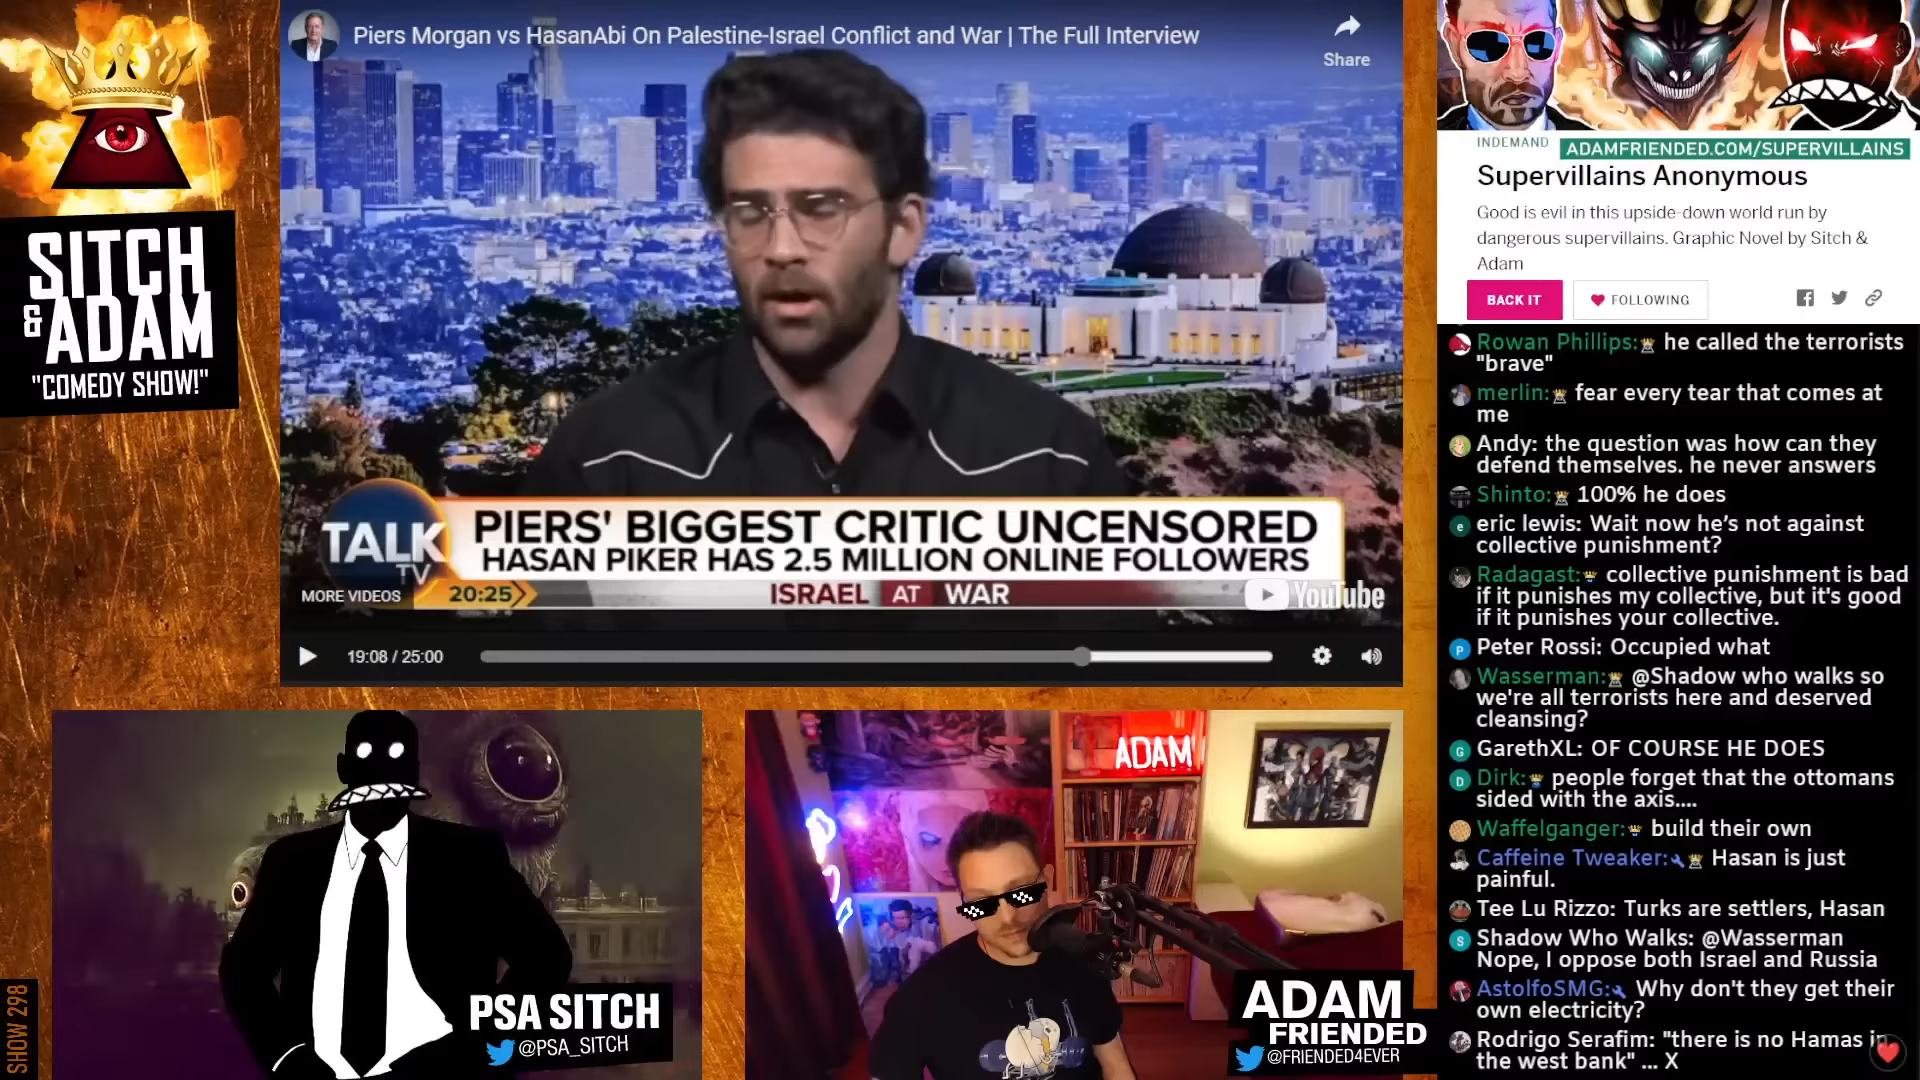 Piers Morgan vs HasanAbi On Palestine-Israel Conflict and War | The Full Interview
Share
SITCH
& ADAM
"COMEDY SHOW!"
TALK
TV
PIERS' BIGGEST CRITIC UNCENSORED
HASAN PIKER HAS 2.5 MILLION ONLINE FOLLOWERS
MORE VIDEOS
20:25
ISRAEL AT WAR
YouTube
19:08 / 25:00
INDEMAND
ADAMFRIENDED.COM/SUPERVILLAINS
Supervillains Anonymous
Good is evil in this upside-down world run by
dangerous supervillains. Graphic Novel by Sitch &
Adam
BACK IT
FOLLOWING
Rowan Phillips: he called the terrorists
"brave"
merlin: fear every tear that comes at
me
Andy: the question was how can they
defend themselves. he never answers
Shinto: 100% he does
e eric lewis: Wait now he's not against
collective punishment?
Radagast: collective punishment is bad
if it punishes my collective, but it's good
if it punishes your collective.
P Peter Rossi: Occupied what
Wasserman: @Shadow who walks so
we're all terrorists here and deserved
cleansing?
G GarethXL: OF COURSE HE DOES
D Dirk: people forget that the ottomans
sided with the axis....
Waffelganger: build their own
Caffeine Tweaker: Hasan is just
painful.
Tee Lu Rizzo: Turks are settlers, Hasan
S Shadow Who Walks: @Wasserman
Nope, I oppose both Israel and Russia
AstolfoSMG: Why don't they get their
own electricity?
Rodrigo Serafim: "there is no Hamas in
the west bank" ... X
ADAM
PSA SITCH
@PSA_SITCH
ADAM
FRIENDED
@FRIENDED4EVER
SHOW 298